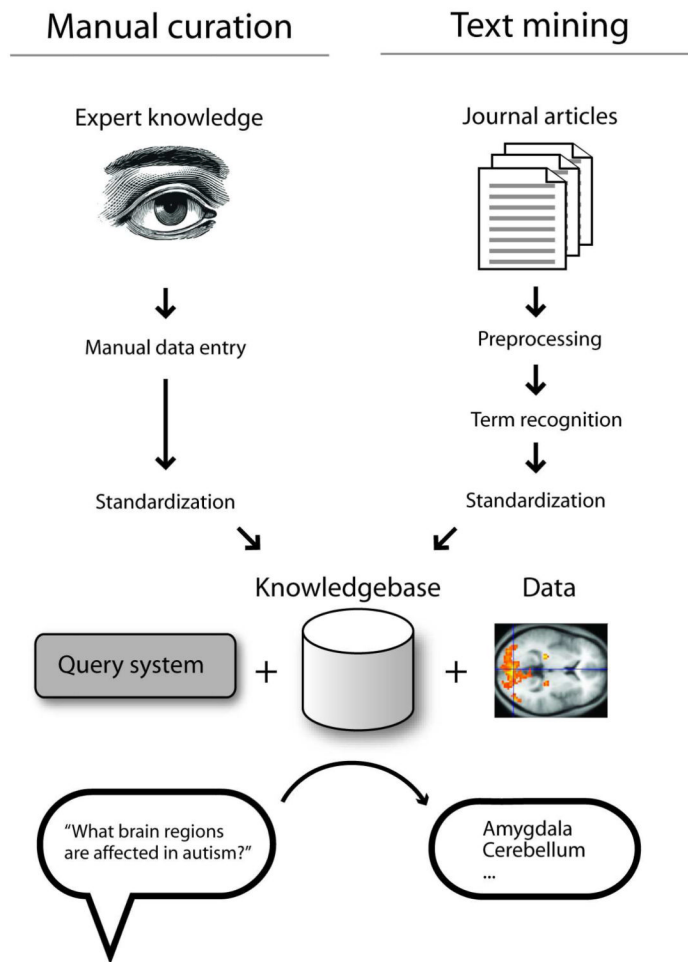 Manual curation
Text mining
Expert knowledge
Journal articles
Manual data entry
Preprocessing
Term recognition
Standardization
Standardization
Knowledgebase
Data
Query system
+
+
“What brain regions
are affected in autism?”
Amygdala
Cerebellum
...